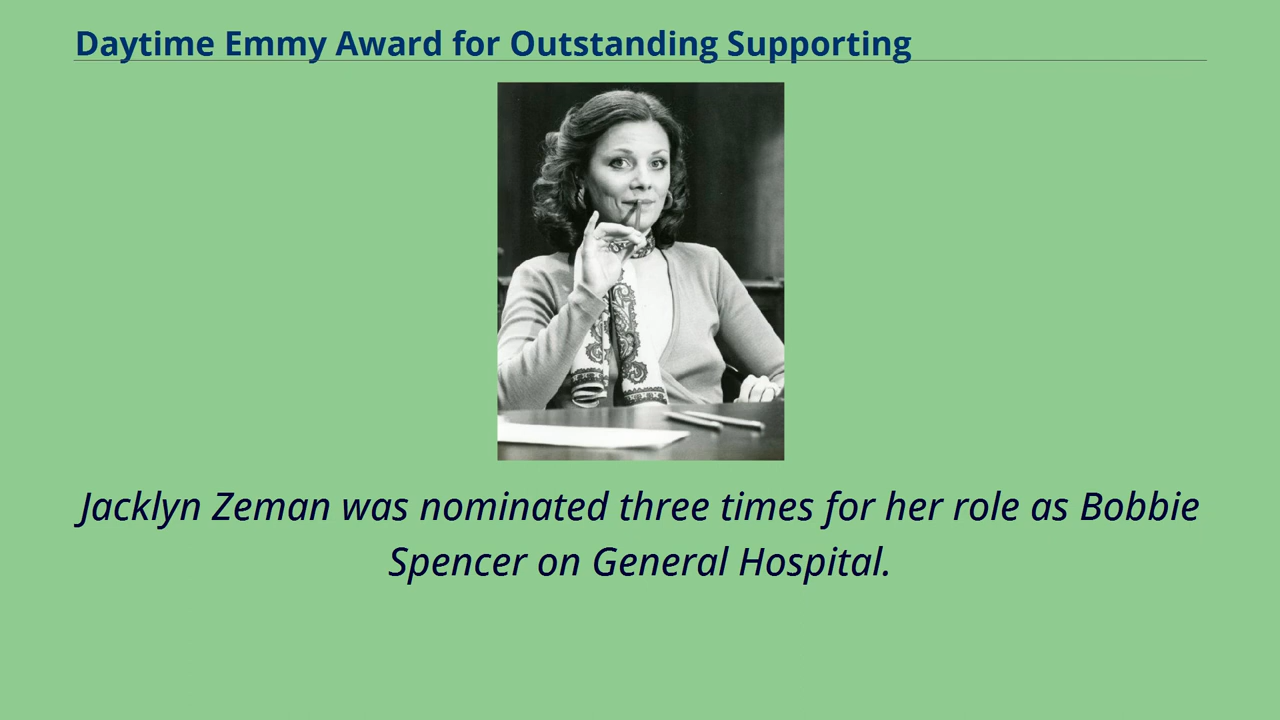 Daytime Emmy Award for Outstanding Supporting
Jacklyn Zeman was nominated three times for her role as Bobbie
Spencer on General Hospital.